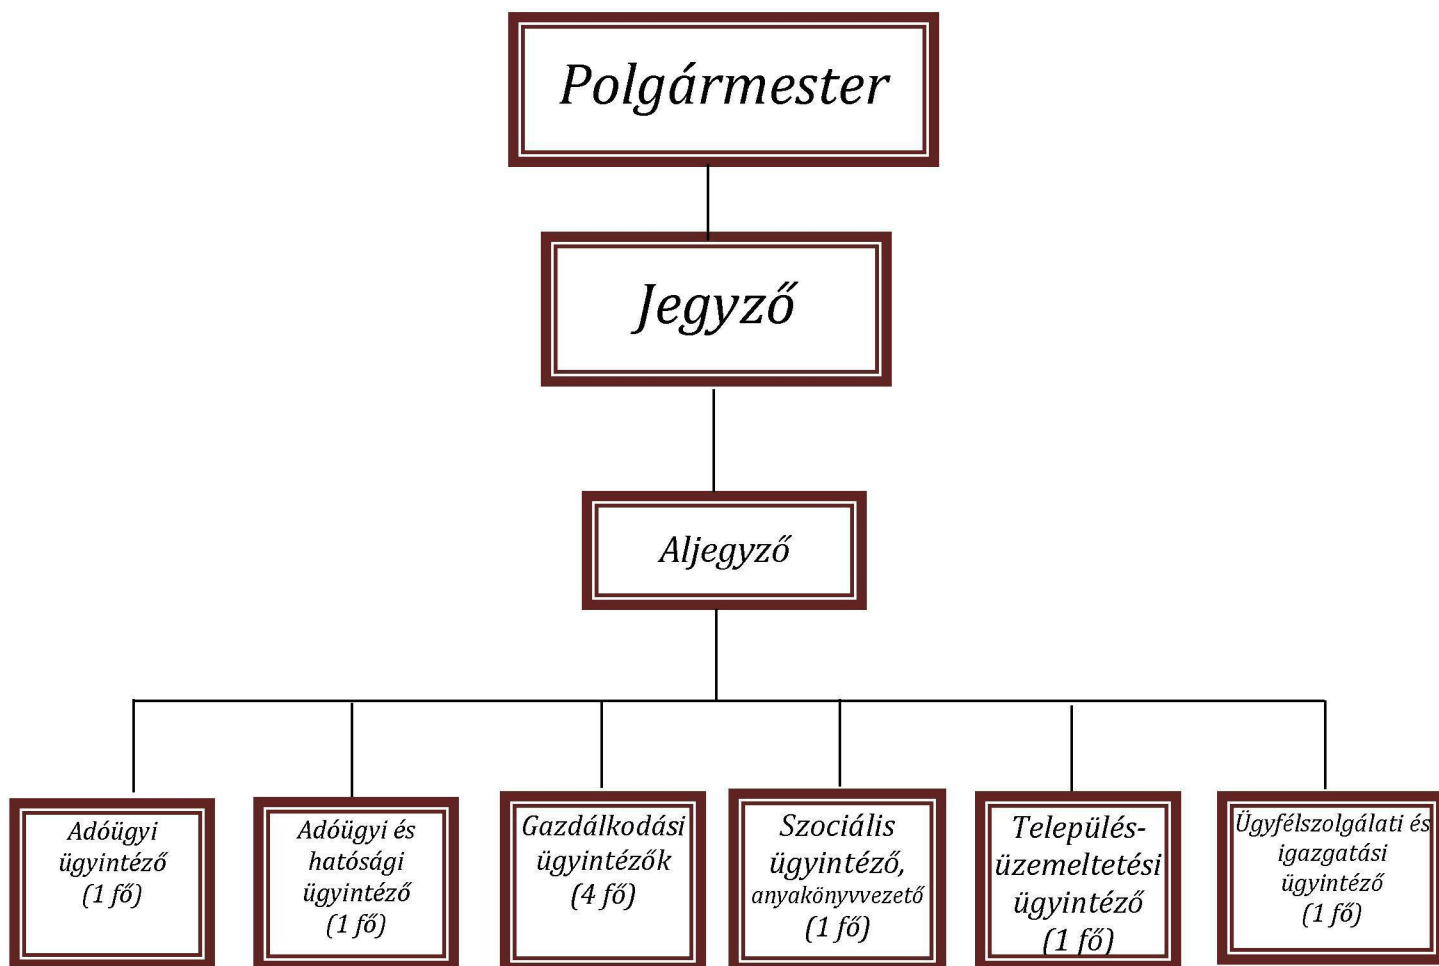 Polgármester
Jegyző
Aljegyző
Adóügyi
ügyintéző
(1 fő)
Adóügyi és
hatósági
ügyintéző
(1 fő)
Gazdálkodási
ügyintézők
(4 fő)
Szociális
ügyintéző,
anyakönyvvezető
(1 fő)
Település-
üzemeltetési
ügyintéző
(1 fő)
Ügyfélszolgálati és
igazgatási
ügyintéző
(1 fő)